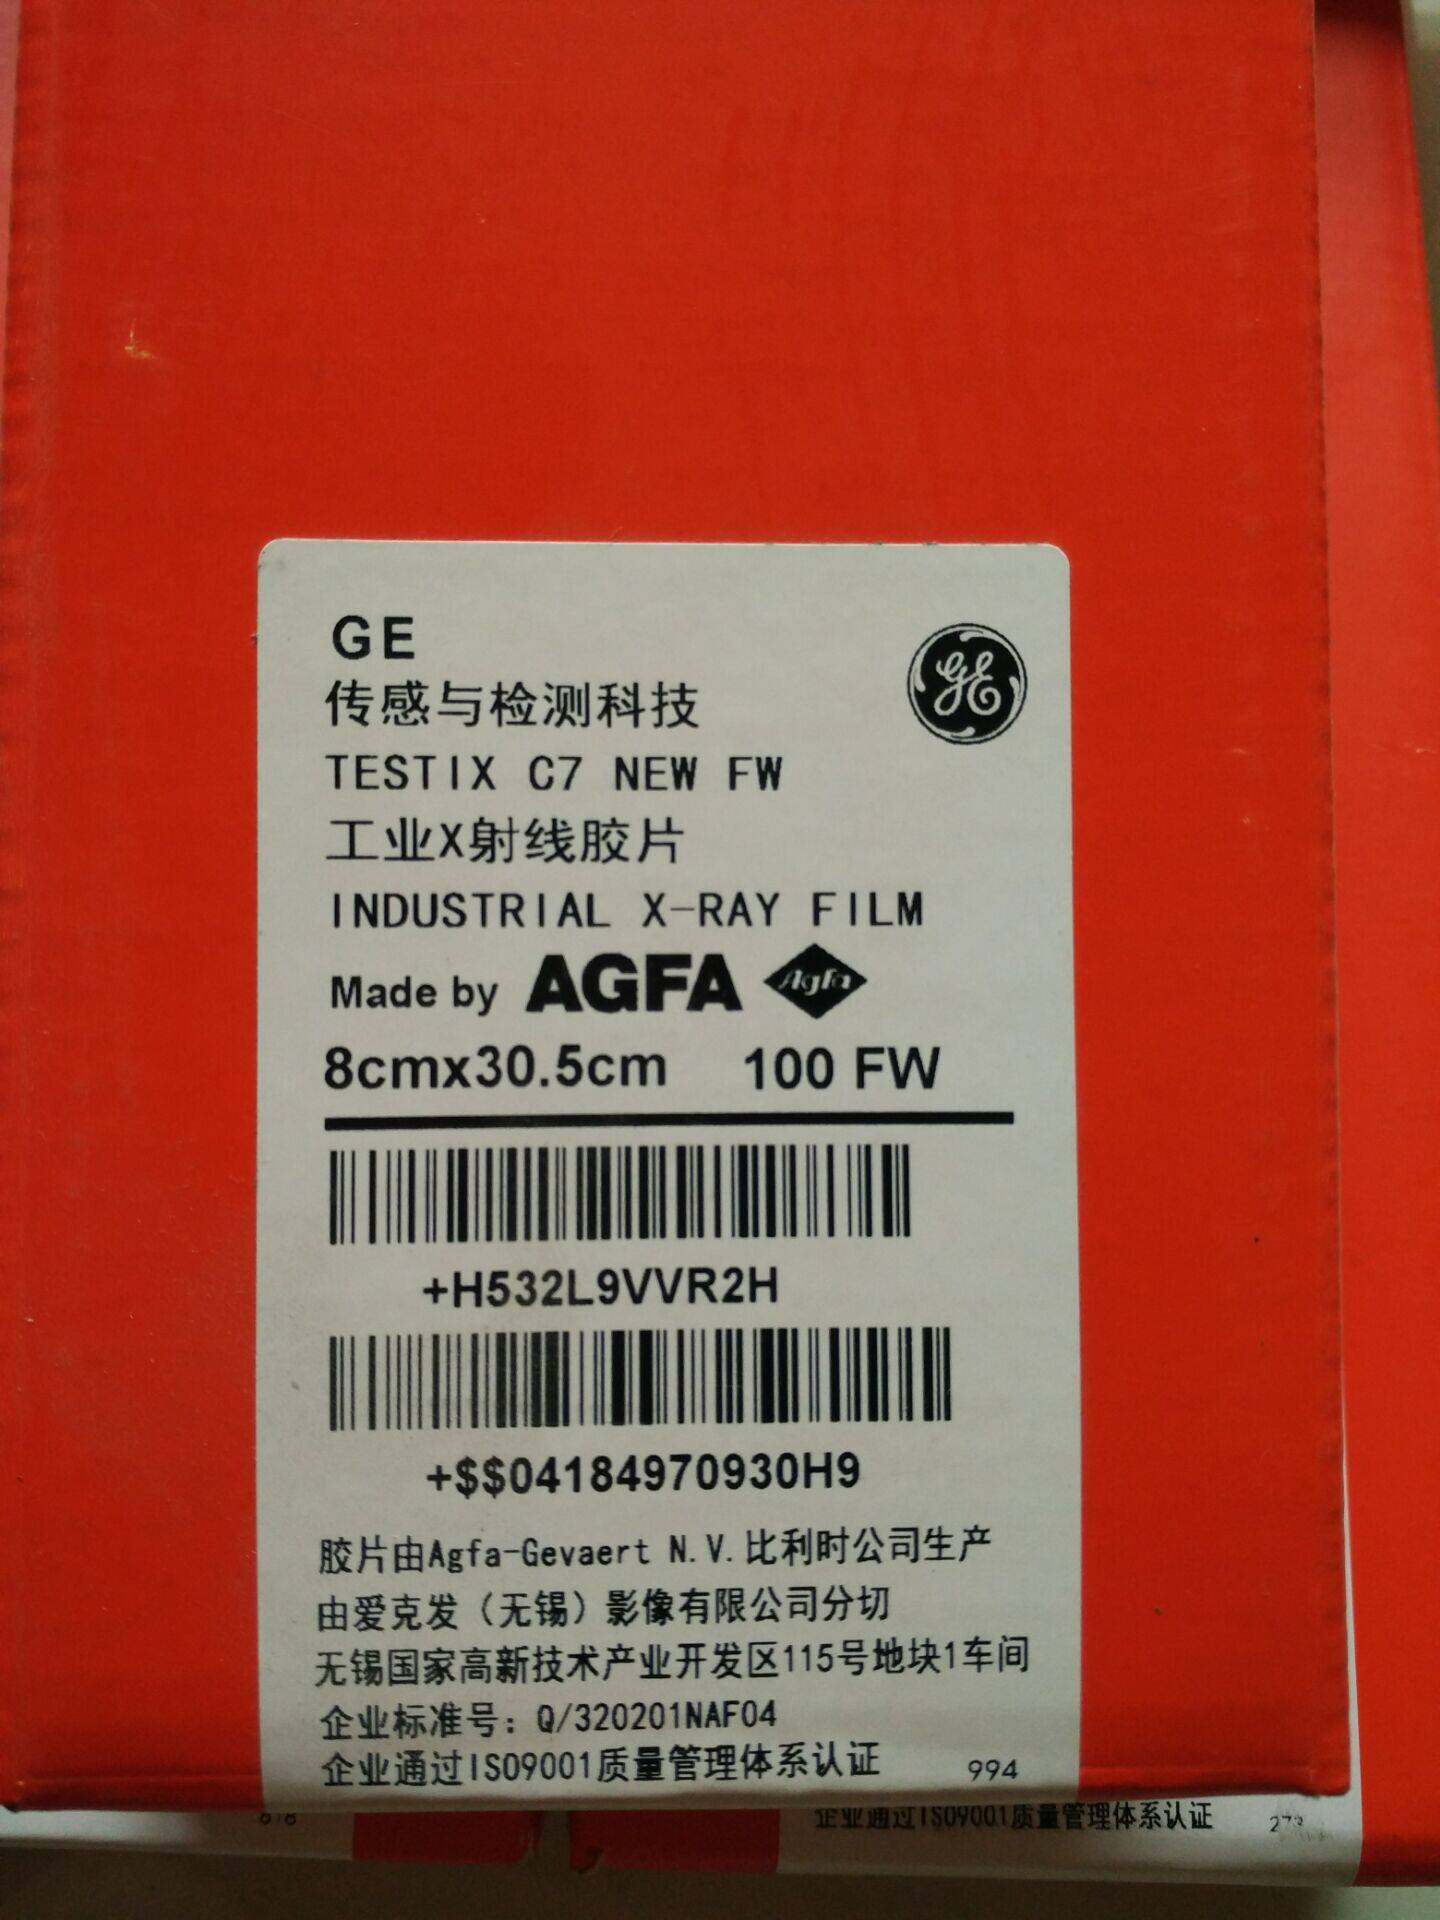 GE
传感与检测科技
TESTIX C7 NEW FW
工业X射线胶片
INDUSTRIAL X-RAY FILM
Made by AGFA Agfa
8cmx30.5cm 100 FW
+H532L9VVR2H
+$$04184970930H9
胶片由Agfa-Gevaert N.V.比利时公司生产
由爱克发（无锡）影像有限公司分切
无锡国家高新技术产业开发区115号地块1车间
企业标准号：Q/320201NAF04
企业通过ISO9001质量管理体系认证 994
企业通过ISO9001质量管理体系认证